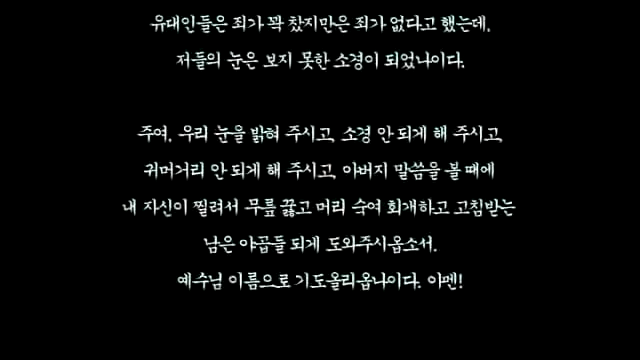 유대인들은 죄가 꽉 찼지만은 죄가 없다고 했는데,
저들의 눈은 보지 못한 소경이 되었나이다.
주여, 우리 눈을 밝혀 주시고, 소경 안 되게 해 주시고,
귀머거리 안 되게 해 주시고, 아버지 말씀을 볼 때에
내 자신이 찔려서 무릎 꿇고 머리 숙여 회개하고 고침받는
남은 야곱들 되게 도와주시옵소서.
예수님 이름으로 기도올리옵나이다. 아멘!